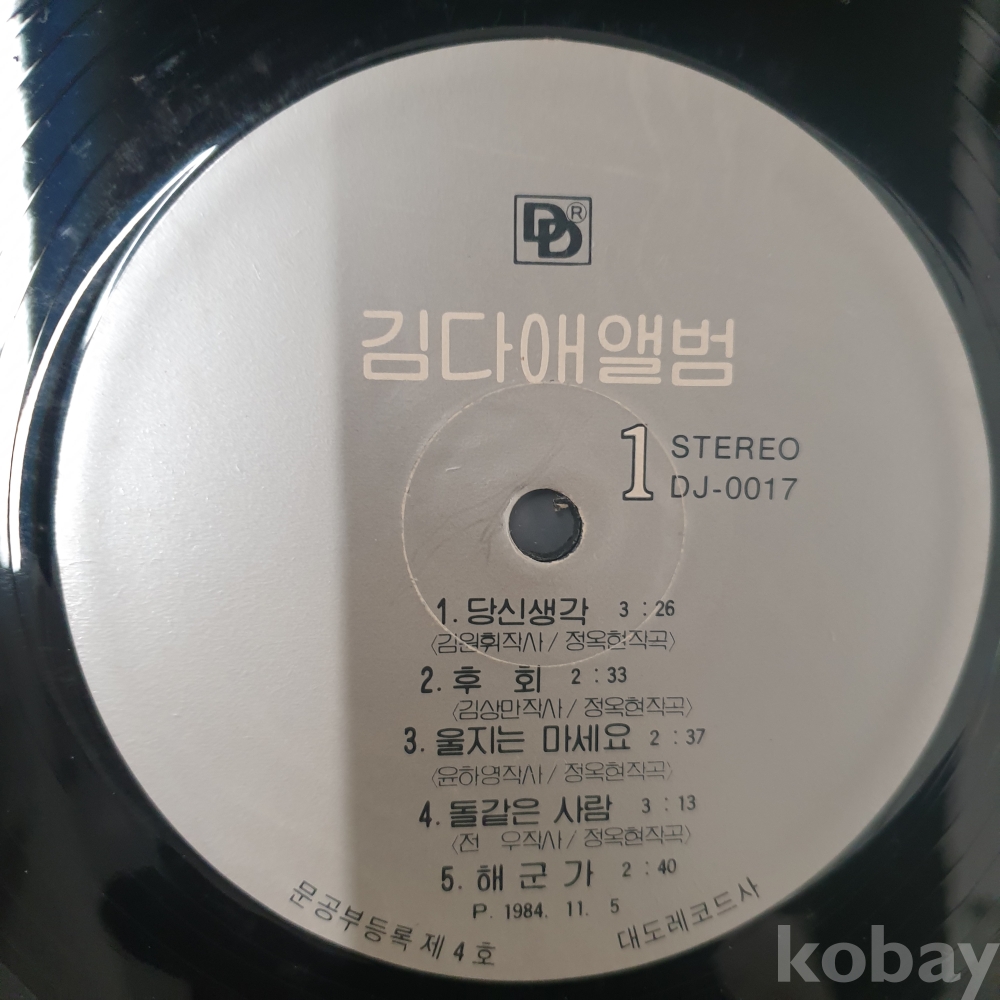 DD®
김다애앨범
1 STEREO
DJ-0017
1. 당신생각 3 : 26
〈김원휘작사 / 정옥현작곡〉
2. 후 회 2 : 33
〈김상만작사 / 정옥현작곡〉
3. 울지는 마세요 2 : 37
〈윤하영작사 / 정옥현작곡〉
4. 돌같은 사람 3 : 13
〈전 우작사 / 정옥현작곡〉
5. 해 군 가 2 : 40
P. 1984. 11. 5
문공부등록 제 4 호 대도레코드사
kobay